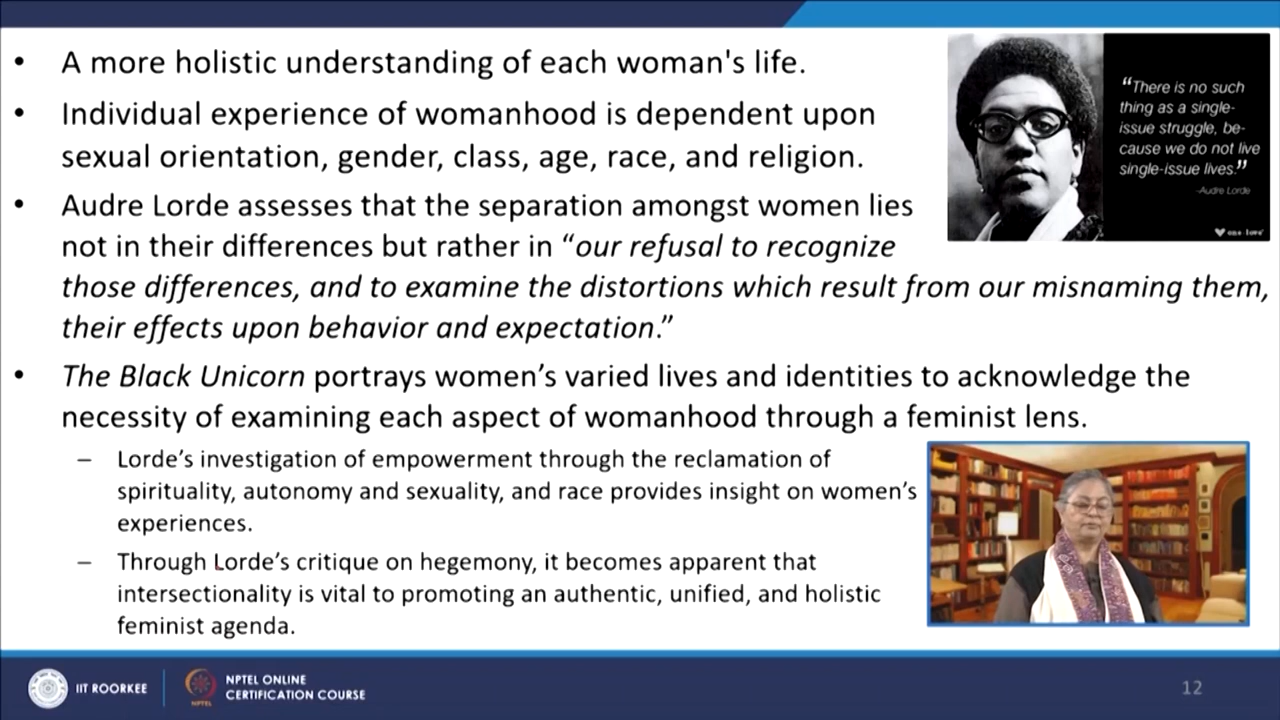 • A more holistic understanding of each woman's life.
• Individual experience of womanhood is dependent upon
sexual orientation, gender, class, age, race, and religion.
• Audre Lorde assesses that the separation amongst women lies
not in their differences but rather in “our refusal to recognize
those differences, and to examine the distortions which result from our misnaming them,
their effects upon behavior and expectation.”
• The Black Unicorn portrays women’s varied lives and identities to acknowledge the
necessity of examining each aspect of womanhood through a feminist lens.
– Lorde’s investigation of empowerment through the reclamation of
spirituality, autonomy and sexuality, and race provides insight on women’s
experiences.
– Through Lorde’s critique on hegemony, it becomes apparent that
intersectionality is vital to promoting an authentic, unified, and holistic
feminist agenda.
“There is no such
thing as a single-
issue struggle, be-
cause we do not live
single-issue lives.”
-Audre Lorde
one love
IIT ROORKEE
NPTEL
NPTEL ONLINE
CERTIFICATION COURSE
12